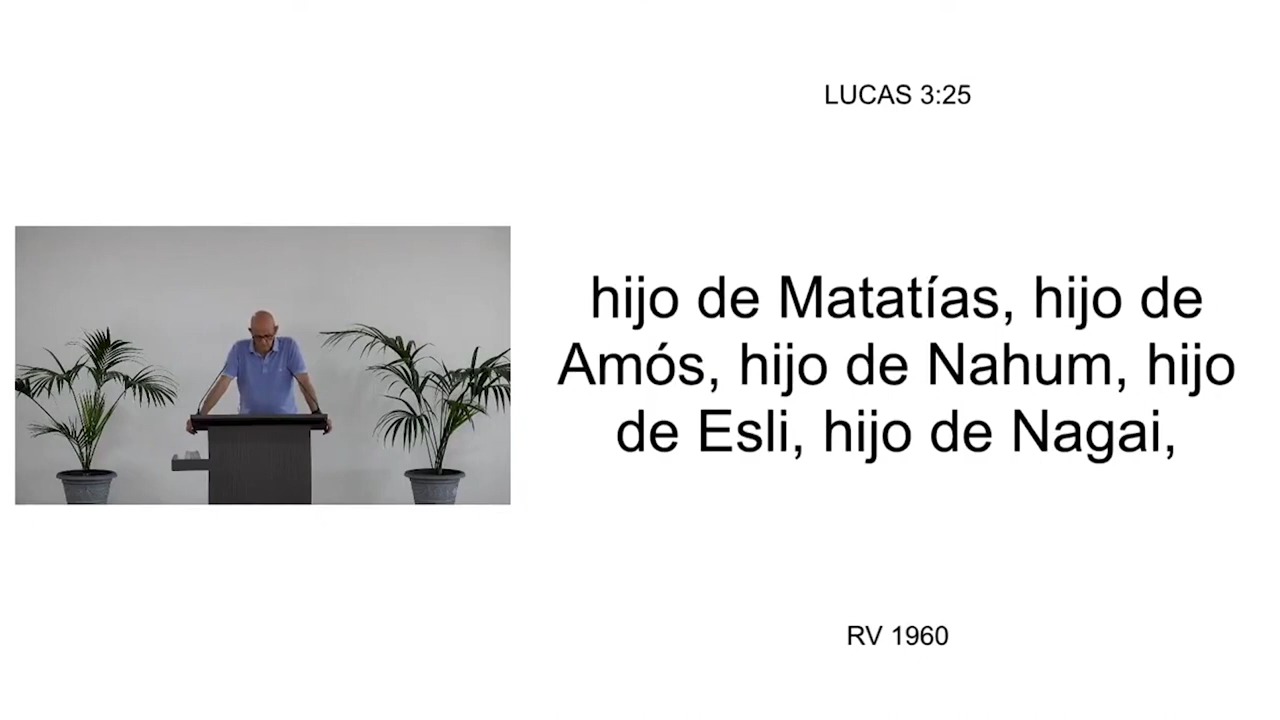 LUCAS 3:25
hijo de Matatías, hijo de
Amós, hijo de Nahum, hijo
de Esli, hijo de Nagai,
RV 1960